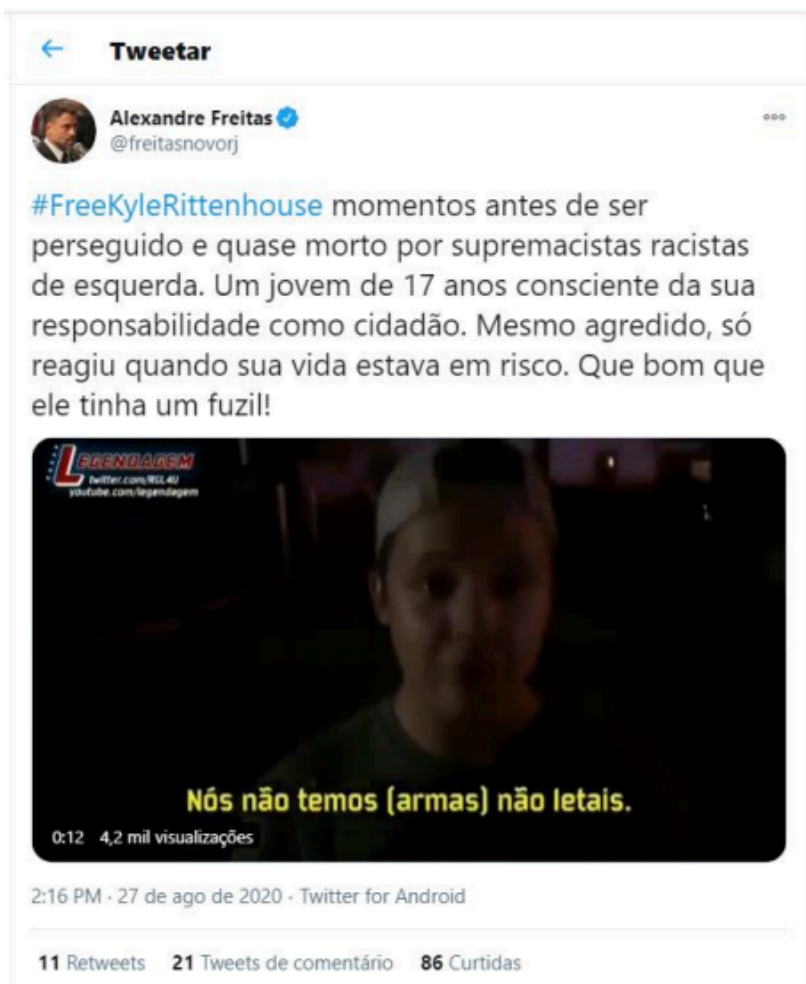 Tweetar
Alexandre Freitas
@freitasnovorj
#FreeKyleRittenhouse momentos antes de ser
perseguido e quase morto por supremacistas racistas
de esquerda. Um jovem de 17 anos consciente da sua
responsabilidade como cidadão. Mesmo agredido, só
reagiu quando sua vida estava em risco. Que bom que
ele tinha um fuzil!
LEGENDAGEM
twitter.com/RGL4U
youtube.com/legendagem
Nós não temos (armas) não letais.
0:12 4,2 mil visualizações
2:16 PM · 27 de ago de 2020 · Twitter for Android
11 Retweets 21 Tweets de comentário 86 Curtidas